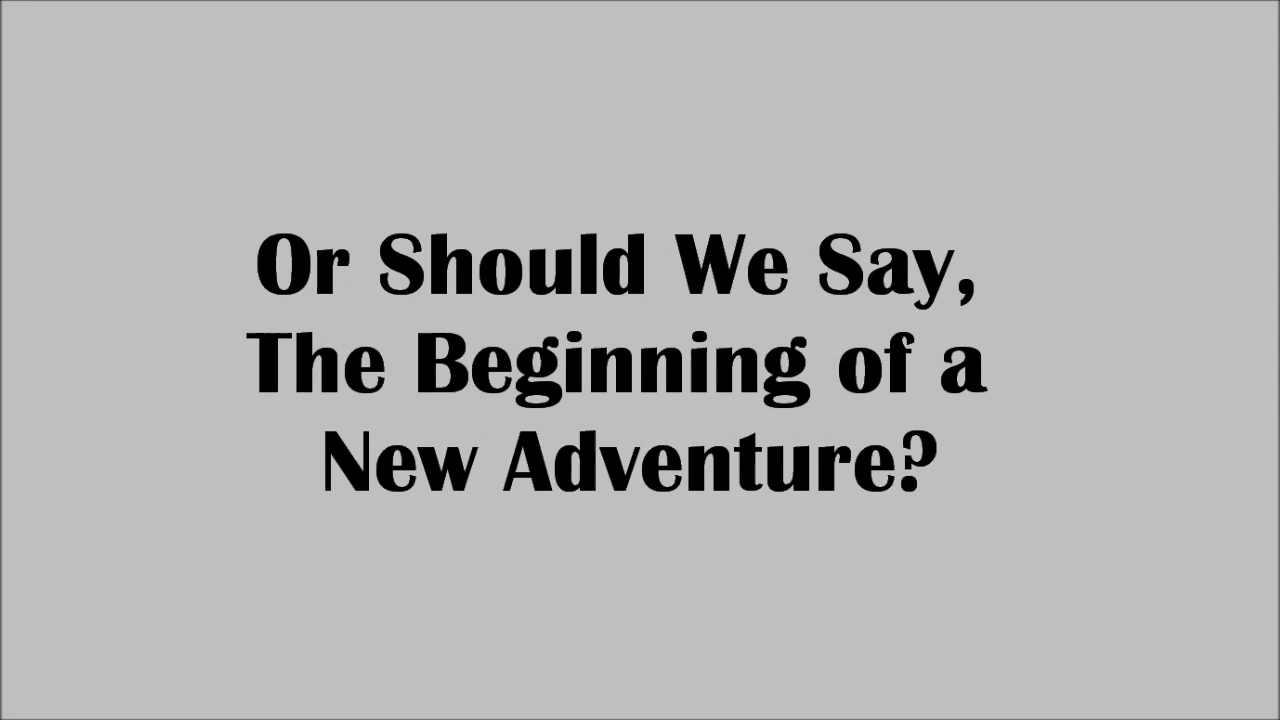 Or Should We Say,
The Beginning of a
New Adventure?